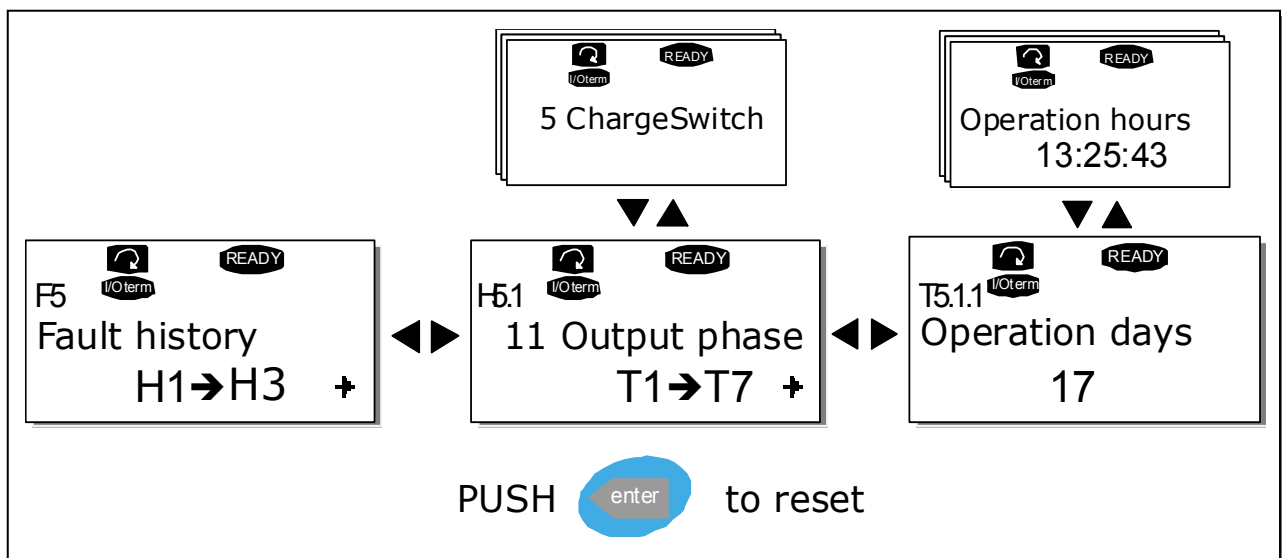 READY
I/Oterm
5 ChargeSwitch
READY
I/Oterm
Operation hours
13:25:43
READY
F5 I/Oterm
Fault history
H1➔H3
READY
H5.1 I/Oterm
11 Output phase
T1➔T7
READY
T5.1.1 I/Oterm
Operation days
17
PUSH enter to reset